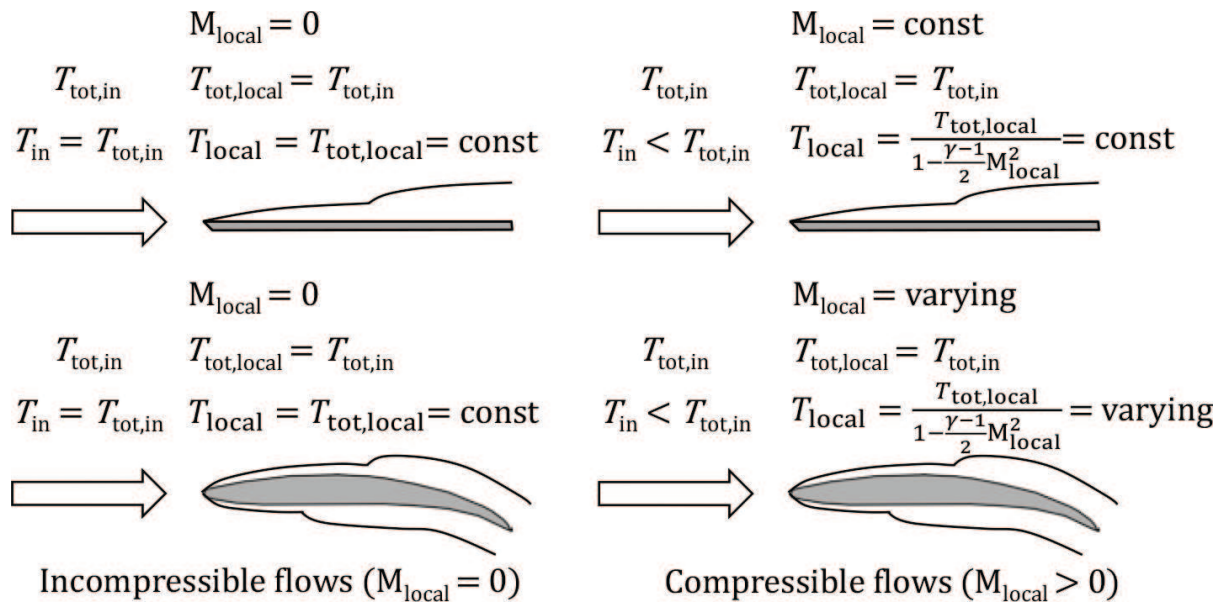 M_local = 0
T_tot,in T_tot,local = T_tot,in
T_in = T_tot,in T_local = T_tot,local = const
M_local = const
T_tot,in T_tot,local = T_tot,in
T_in < T_tot,in T_local = T_tot,local / (1 − (γ−1)/2 M²_local) = const
M_local = 0
T_tot,in T_tot,local = T_tot,in
T_in = T_tot,in T_local = T_tot,local = const
Incompressible flows (M_local = 0)
M_local = varying
T_tot,in T_tot,local = T_tot,in
T_in < T_tot,in T_local = T_tot,local / (1 − (γ−1)/2 M²_local) = varying
Compressible flows (M_local > 0)